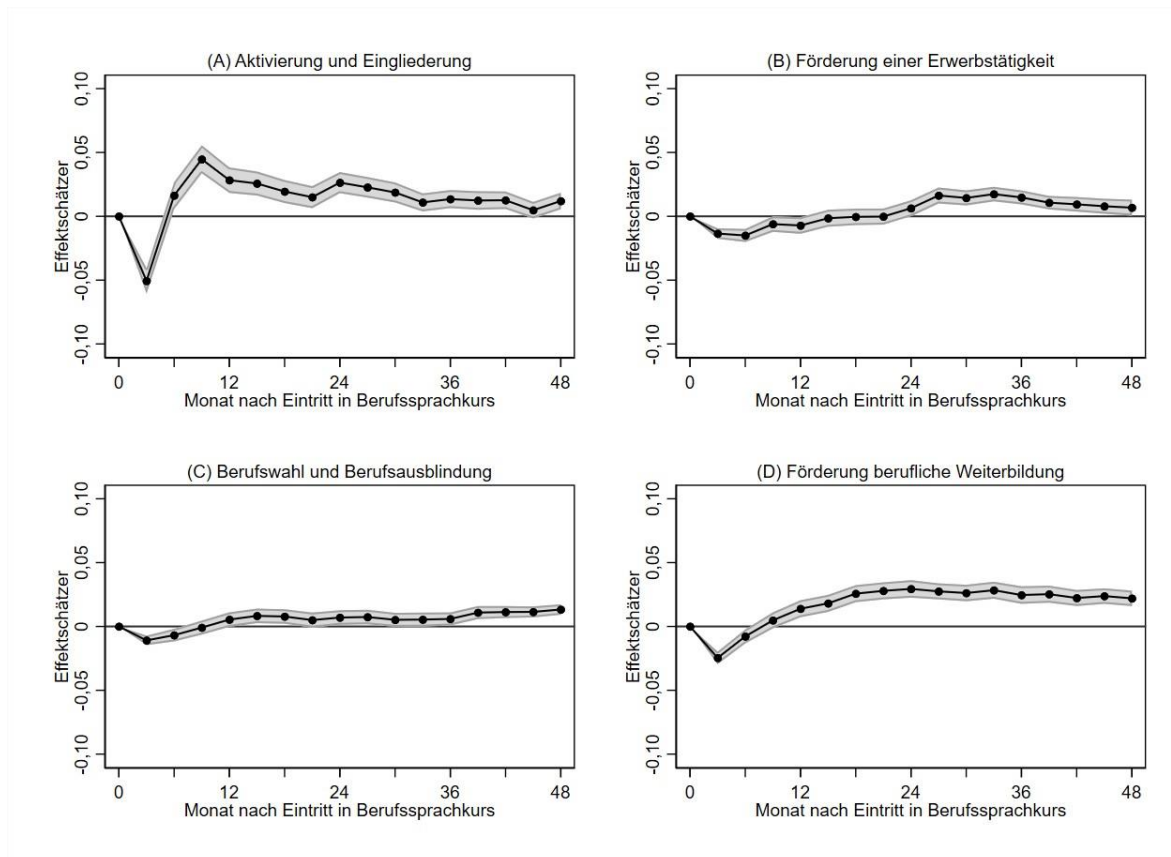 (A) Aktivierung und Eingliederung
0,10
0,05
0
-0,05
-0,10
Effektschätzer
0 12 24 36 48
Monat nach Eintritt in Berufssprachkurs
(B) Förderung einer Erwerbstätigkeit
0,10
0,05
0
-0,05
-0,10
Effektschätzer
0 12 24 36 48
Monat nach Eintritt in Berufssprachkurs
(C) Berufswahl und Berufsausblindung
0,10
0,05
0
-0,05
-0,10
Effektschätzer
0 12 24 36 48
Monat nach Eintritt in Berufssprachkurs
(D) Förderung berufliche Weiterbildung
0,10
0,05
0
-0,05
-0,10
Effektschätzer
0 12 24 36 48
Monat nach Eintritt in Berufssprachkurs